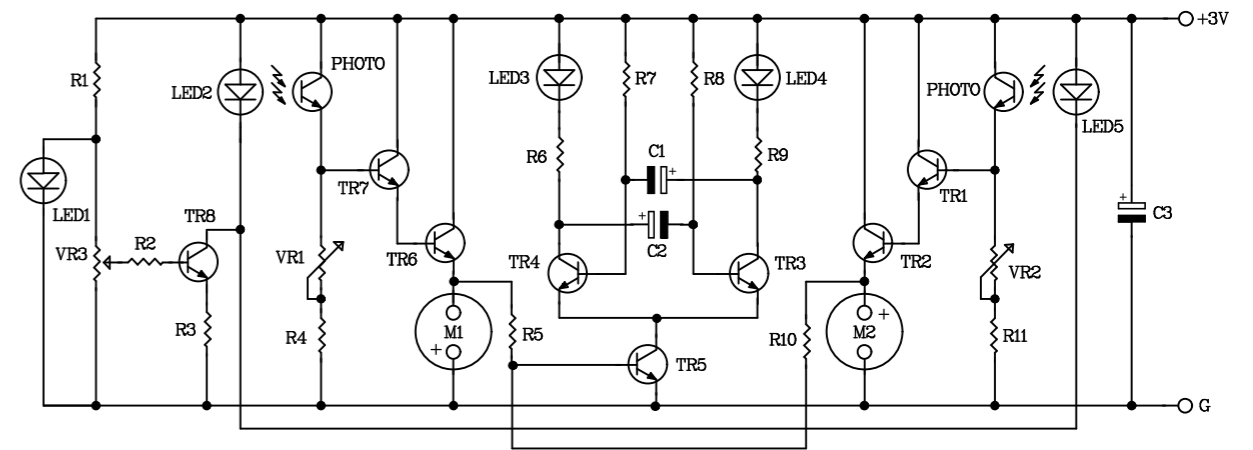 +3V
R1
LED2
PHOTO
LED3
R7
R8
LED4
PHOTO
LED5
LED1
R6
C1
+
R9
TR7
TR1
+
C3
VR3
R2
TR8
VR1
TR6
TR4
+
C2
TR3
TR2
VR2
R3
R4
M1
+
R5
TR5
R10
+
M2
R11
G